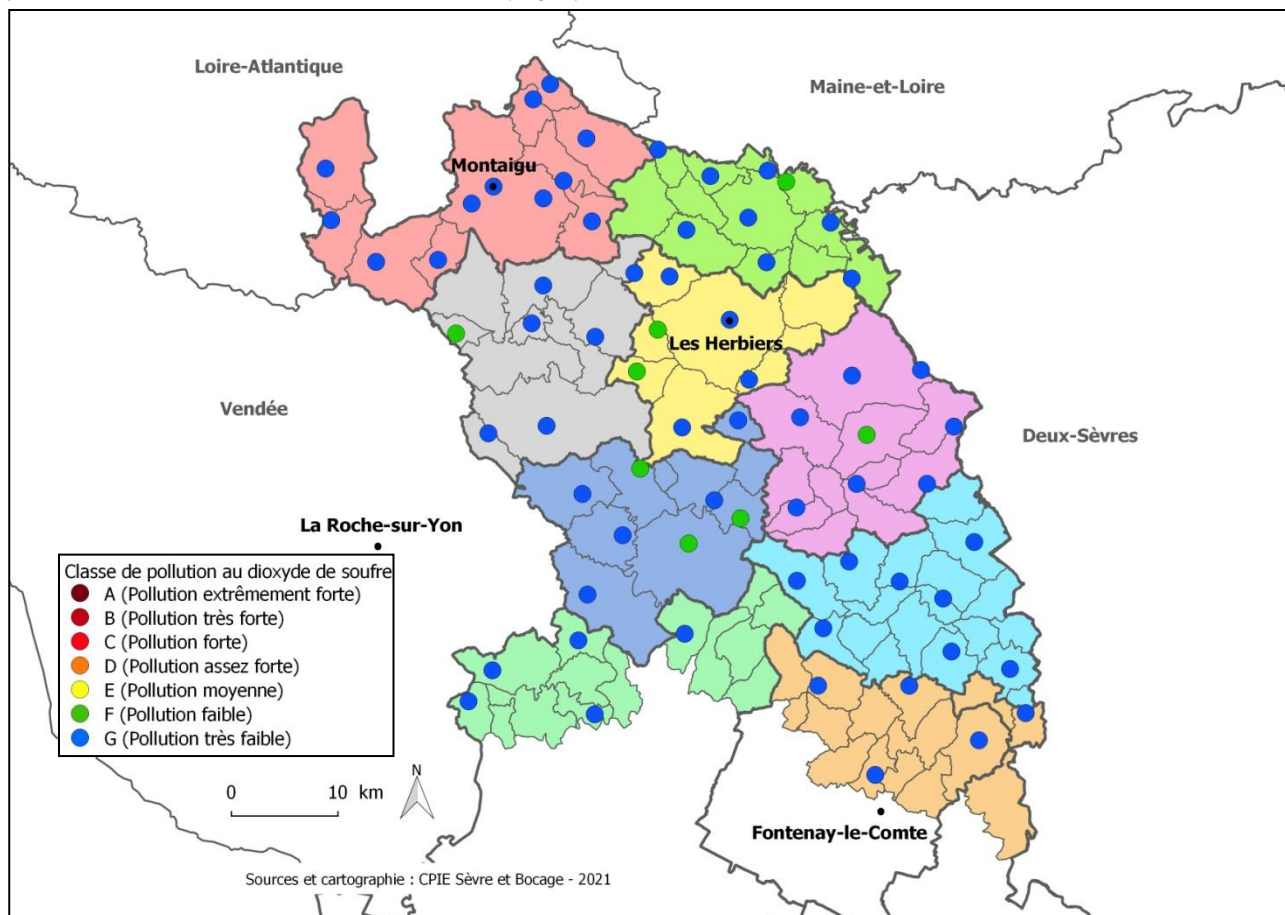 Loire-Atlantique
Maine-et-Loire
Montaigu
Les Herbiers
Vendée
Deux-Sèvres
La Roche-sur-Yon
Classe de pollution au dioxyde de soufre
A (Pollution extrêmement forte)
B (Pollution très forte)
C (Pollution forte)
D (Pollution assez forte)
E (Pollution moyenne)
F (Pollution faible)
G (Pollution très faible)
N
0 10 km
Fontenay-le-Comte
Sources et cartographie : CPIE Sèvre et Bocage - 2021